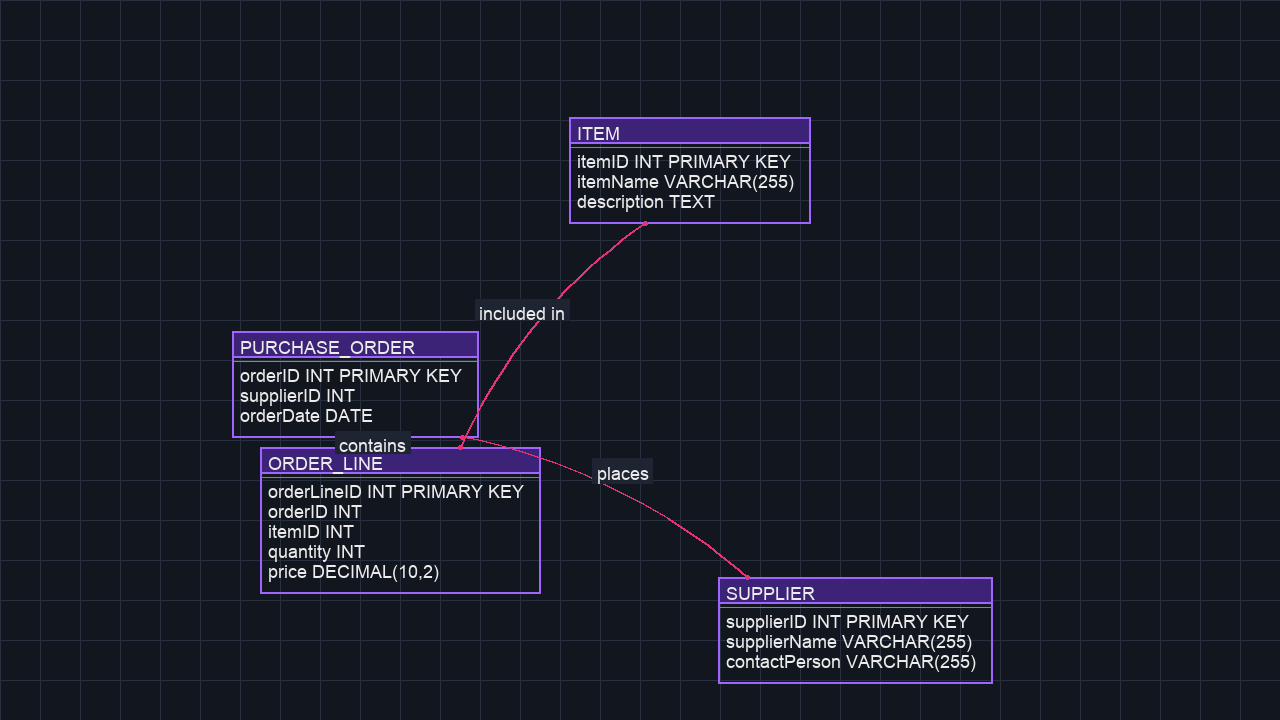 ITEM
itemID INT PRIMARY KEY
itemName VARCHAR(255)
description TEXT
included in
PURCHASE_ORDER
orderID INT PRIMARY KEY
supplierID INT
orderDate DATE
contains
ORDER_LINE
orderLineID INT PRIMARY KEY
orderID INT
itemID INT
quantity INT
price DECIMAL(10,2)
places
SUPPLIER
supplierID INT PRIMARY KEY
supplierName VARCHAR(255)
contactPerson VARCHAR(255)